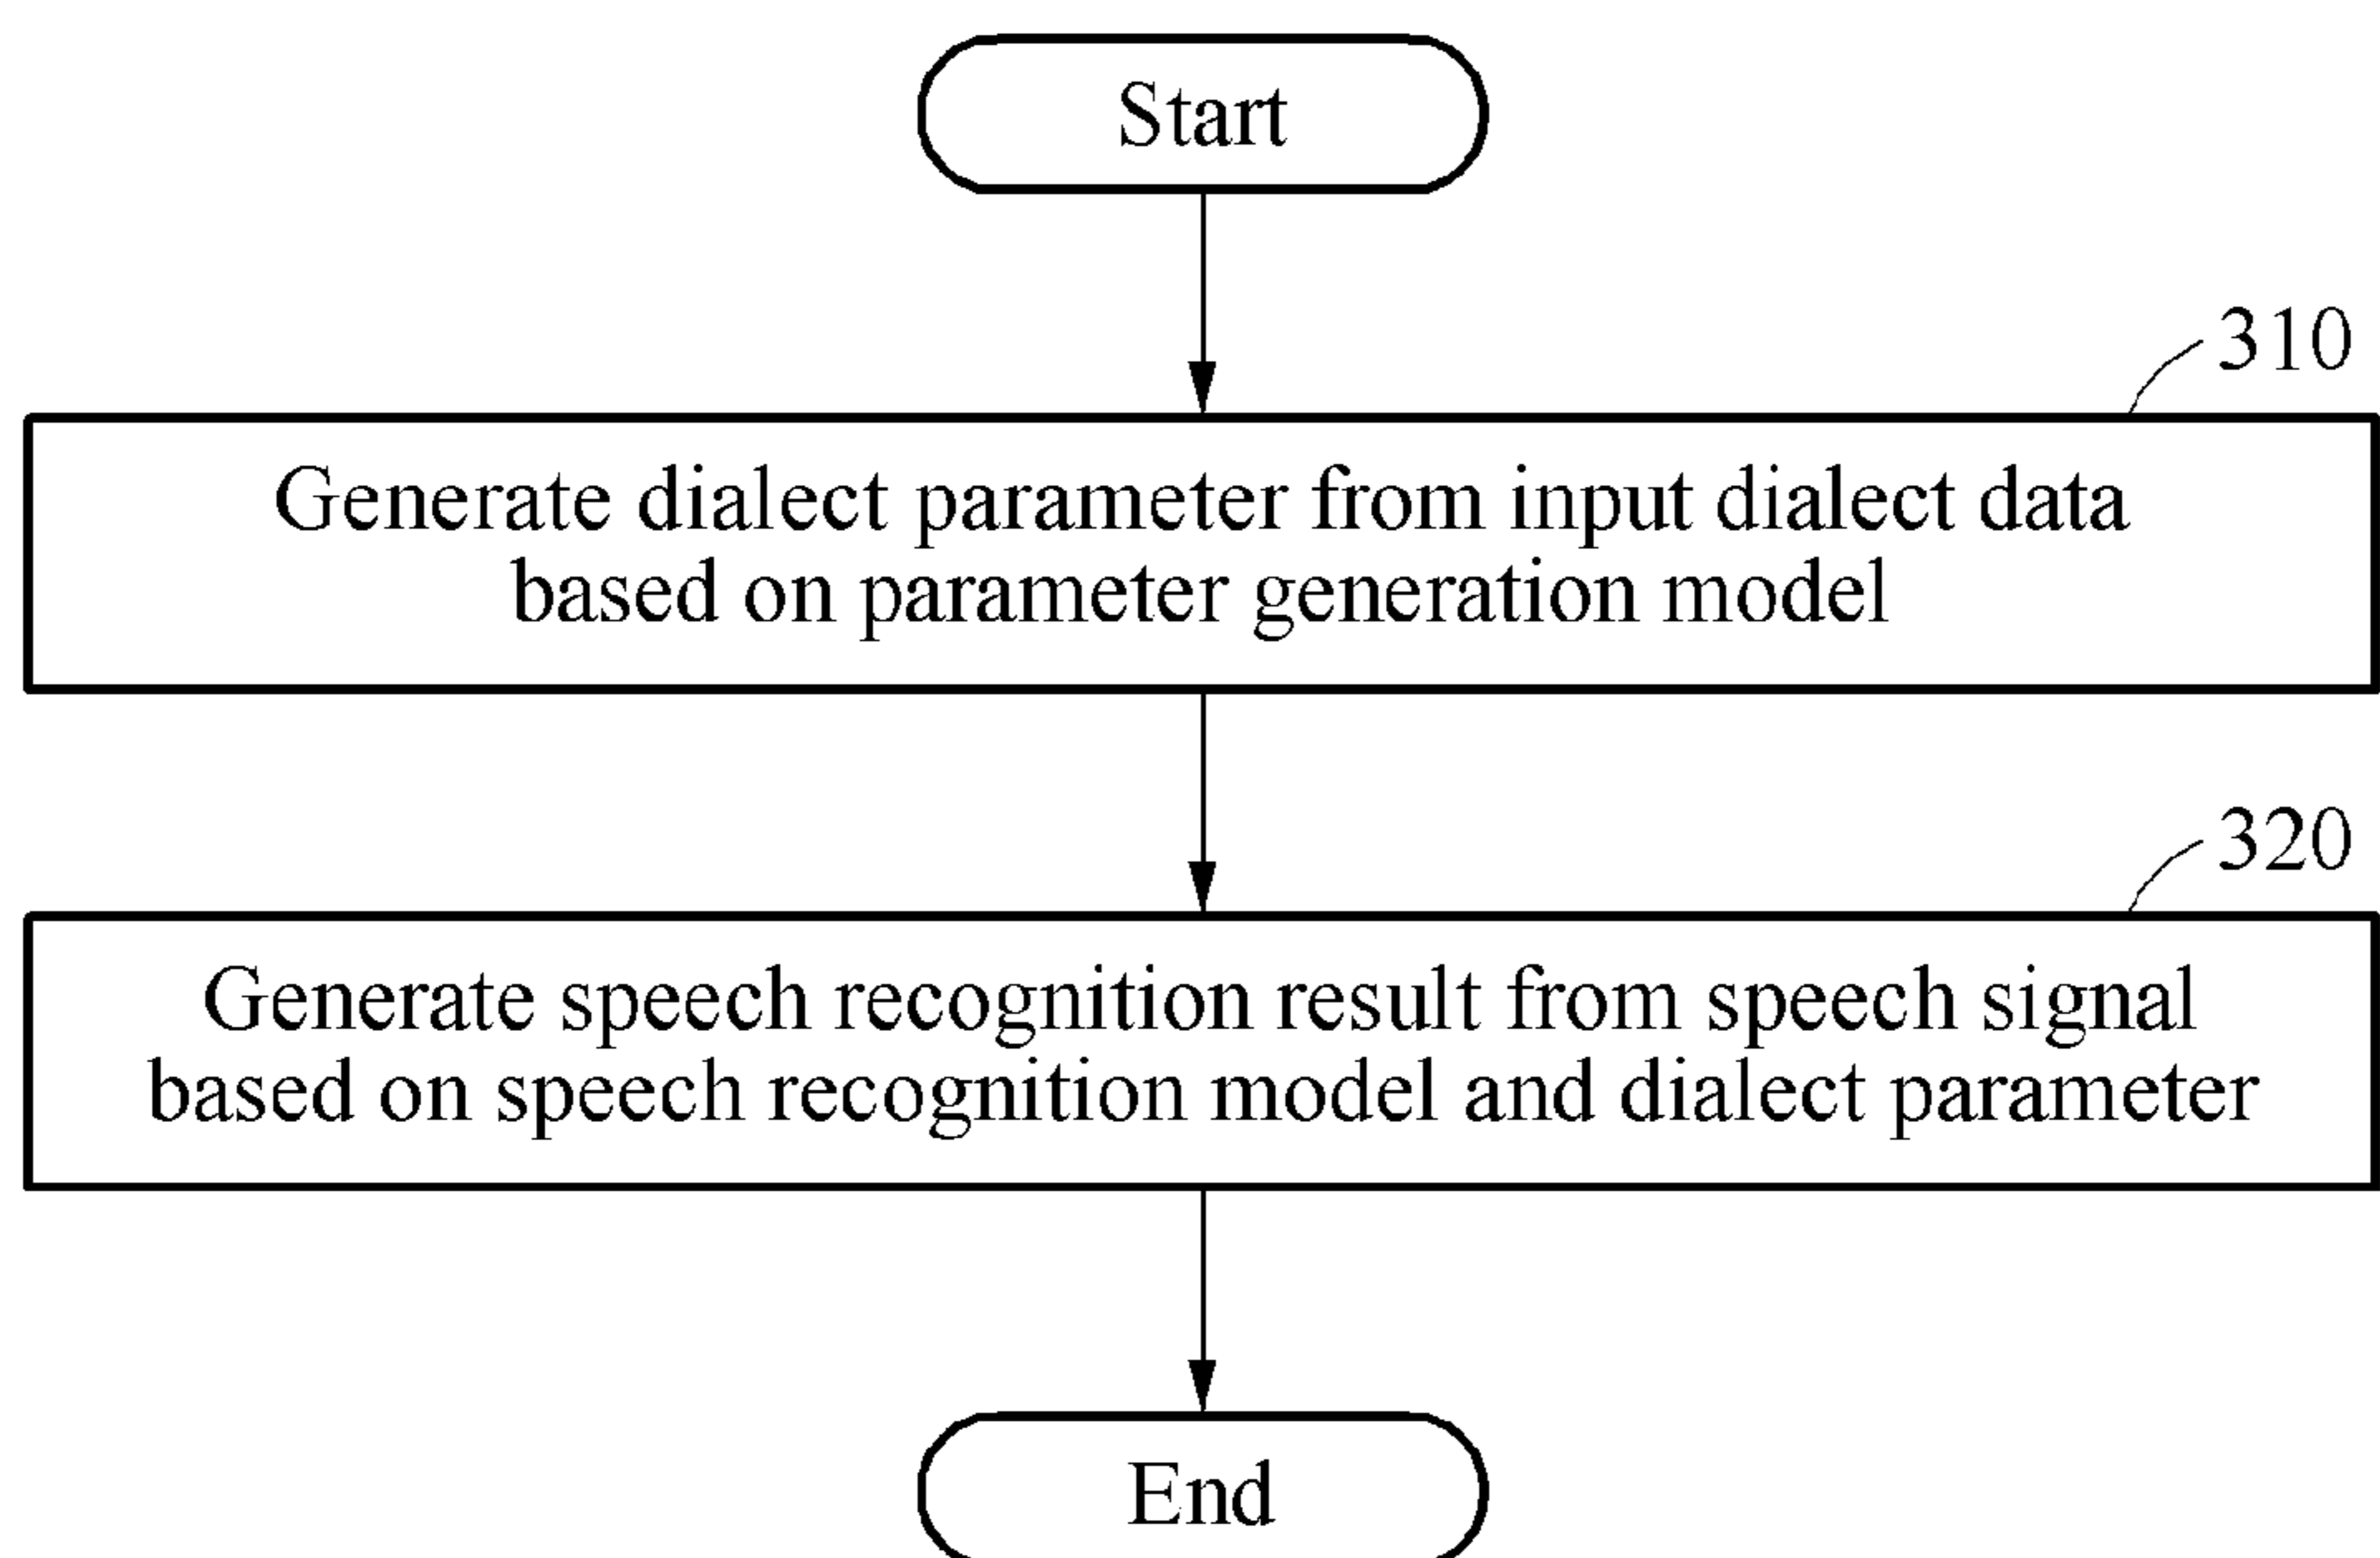 Start
310
Generate dialect parameter from input dialect data
based on parameter generation model
320
Generate speech recognition result from speech signal
based on speech recognition model and dialect parameter
End